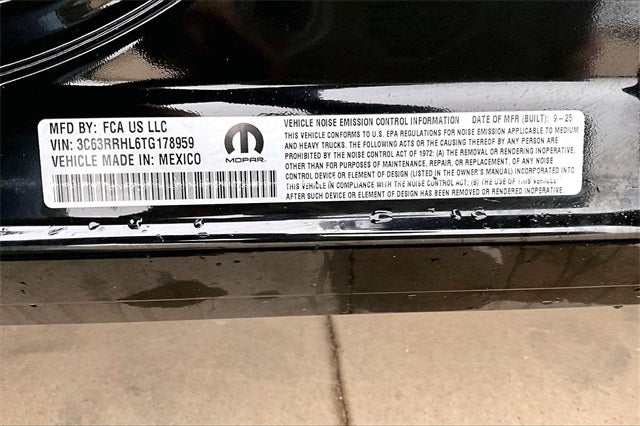 MFD BY: FCA US LLC
VIN: 3C63RRHL6TG178959
VEHICLE MADE IN: MEXICO
MOPAR
VEHICLE NOISE EMISSION CONTROL INFORMATION DATE OF MFR (BUILT): 9-25
THIS VEHICLE CONFORMS TO U.S. EPA REGULATIONS FOR NOISE EMISSION APPLICABLE TO MEDIUM
AND HEAVY TRUCKS. THE FOLLOWING ACTS OR THE CAUSING THEREOF BY ANY PERSON ARE
PROHIBITED BY THE NOISE CONTROL ACT OF 1972: (A) THE REMOVAL OR RENDERING INOPERATIVE,
OTHER THAN FOR PURPOSES OF MAINTENANCE, REPAIR, OR REPLACEMENT, OF ANY NOISE
CONTROL DEVICE OR ELEMENT OF DESIGN (LISTED IN THE OWNER'S MANUAL) INCORPORATED INTO
THIS VEHICLE IN COMPLIANCE WITH THE NOISE CONTROL ACT; (B) THE USE OF THIS VEHICLE
AFTER SUCH DEVICE OR ELEMENT OF DESIGN HAS BEEN REMOVED OR RENDERED INOPERATIVE.